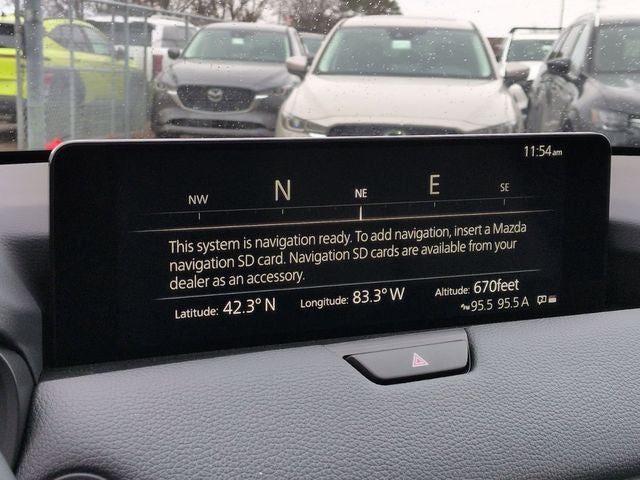 11:54am
NW N NE E SE
This system is navigation ready. To add navigation, insert a Mazda
navigation SD card. Navigation SD cards are available from your
dealer as an accessory.
Latitude: 42.3° N Longitude: 83.3° W Altitude: 670feet
95.5 95.5 A